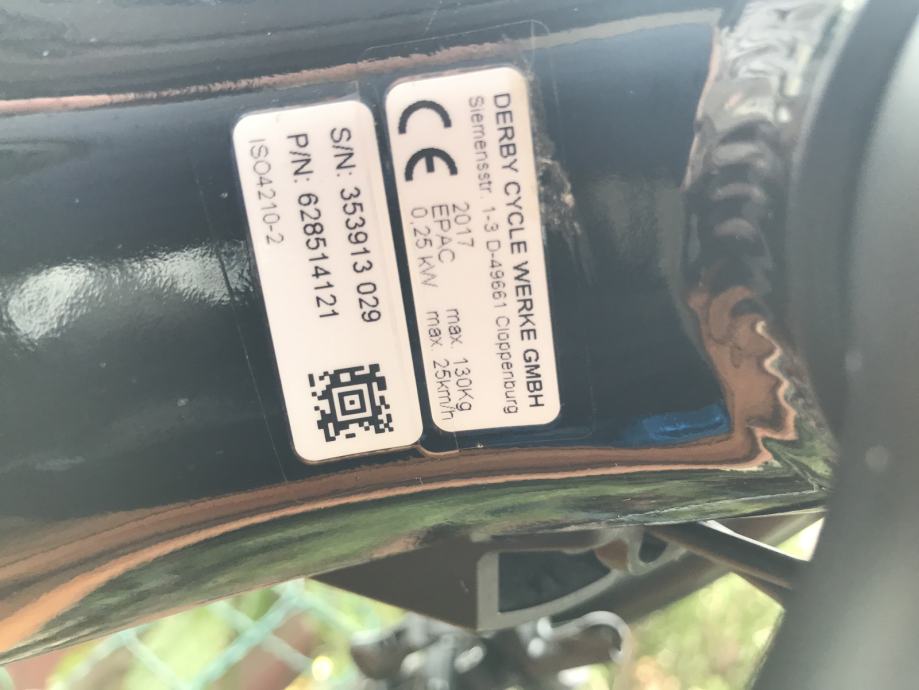 DERBY CYCLE WERKE GMBH
Siemensstr. 1-3 D-49661 Cloppenburg
CE
2017
EPAC max. 130Kg
0,25 kW max. 25km/h
S/N: 353913 029
P/N: 628514121
ISO4210-2